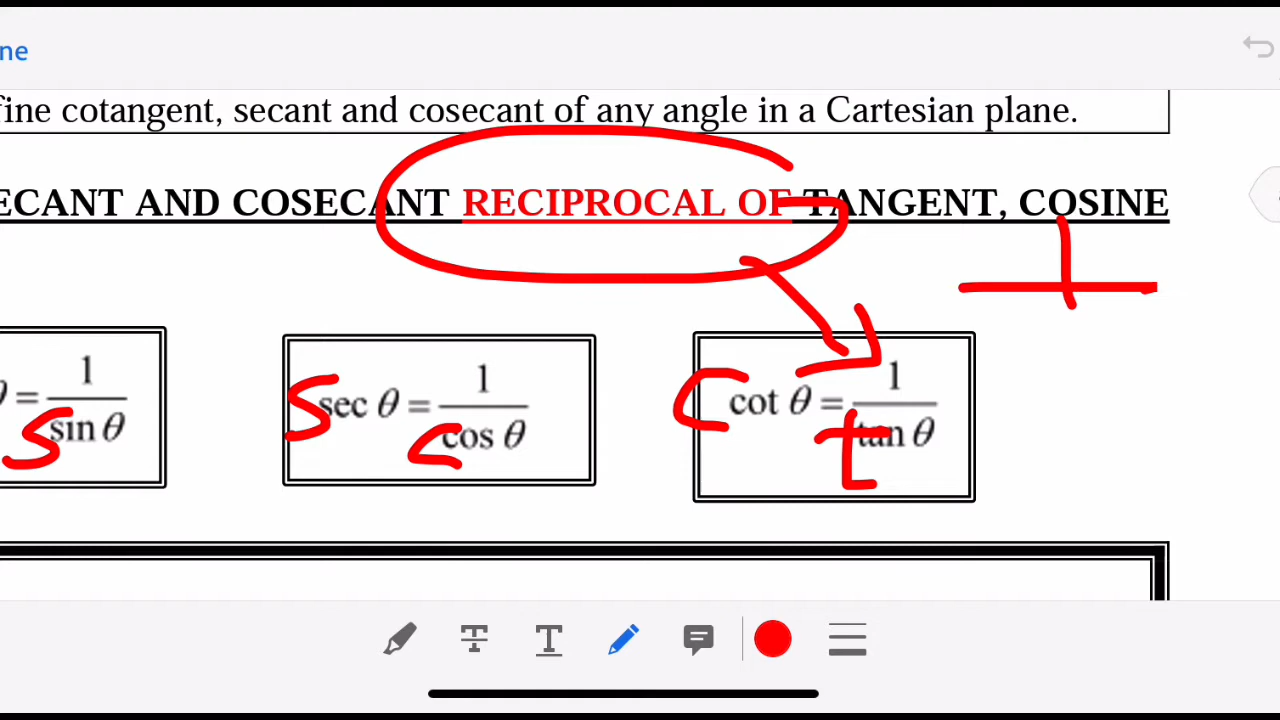 ne
fine cotangent, secant and cosecant of any angle in a Cartesian plane.
ECANT AND COSECANT RECIPROCAL OF TANGENT, COSINE
θ = 1/sin θ
sec θ = 1/cos θ
cot θ = 1/tan θ
S
S
C
C
t
1